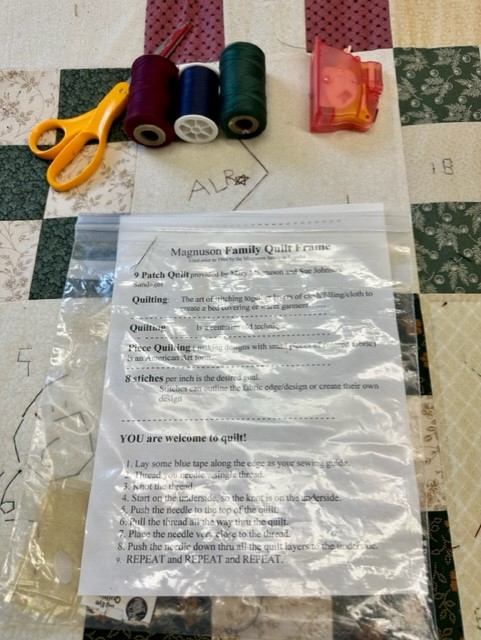 ALR
18
Magnuson Family Quilt Frame
9 Patch Quilt provided by Mary Magnuson and Sue
Quilting: The art of stitching layers of cloth/filling/cloth to
create a bed covering or warm garment.
Quilting Is a centuries old
Piece Quilting ( making designs with small pieces of fabric)
is an American Art form.
8 stiches per inch is the desired goal.
Stitches can outline the fabric edge/design or create their own
design
YOU are welcome to quilt!
1. Lay some blue tape along the edge as your sewing guide.
2. Thread you needle single thread.
3. Knot the thread.
4. Start on the underside, so the knot is on the underside.
5. Push the needle to the top of the quilt.
6. Pull the thread all the way thru the quilt.
7. Place the needle very close to the thread.
8. Push the needle down thru all the quilt layers to the underside.
9. REPEAT and REPEAT and REPEAT.